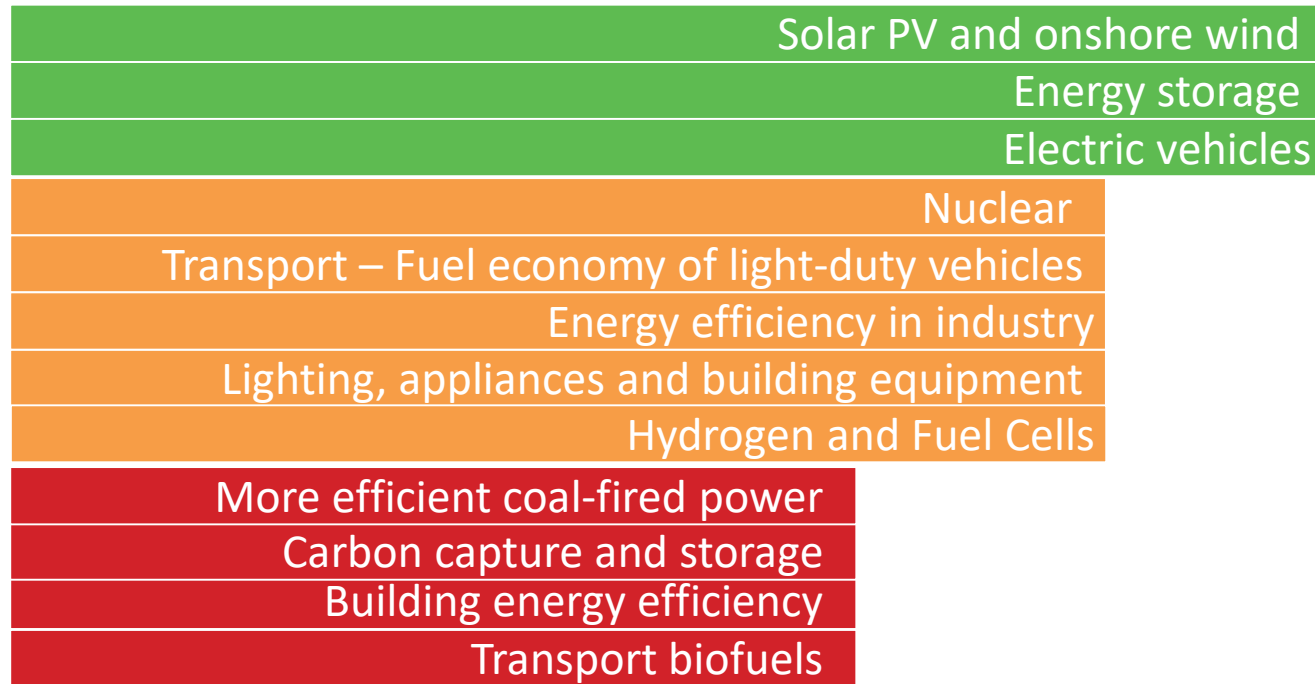 Solar PV and onshore wind
Energy storage
Electric vehicles
Nuclear
Transport – Fuel economy of light-duty vehicles
Energy efficiency in industry
Lighting, appliances and building equipment
Hydrogen and Fuel Cells
More efficient coal-fired power
Carbon capture and storage
Building energy efficiency
Transport biofuels